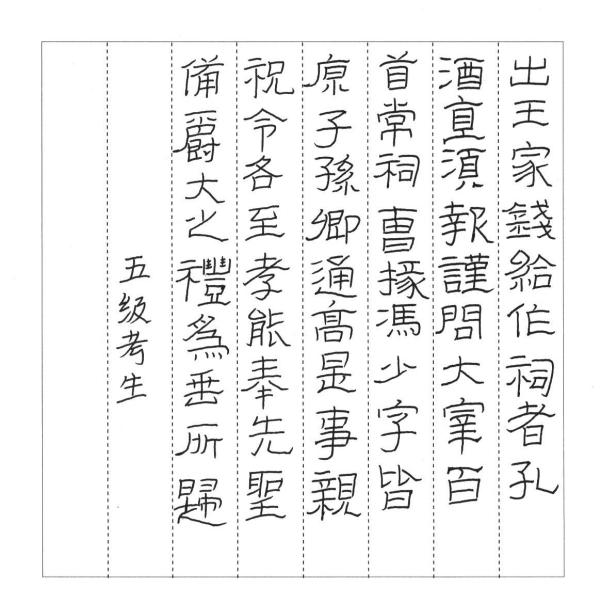 出王家錢給作祠者孔
酒直須報謹問大宰百
首常祠曹掾馮少字皆
原子孫卿通高是事親
祝令各至孝能奉先聖
備爵大之禮為垂所歸
五級考生